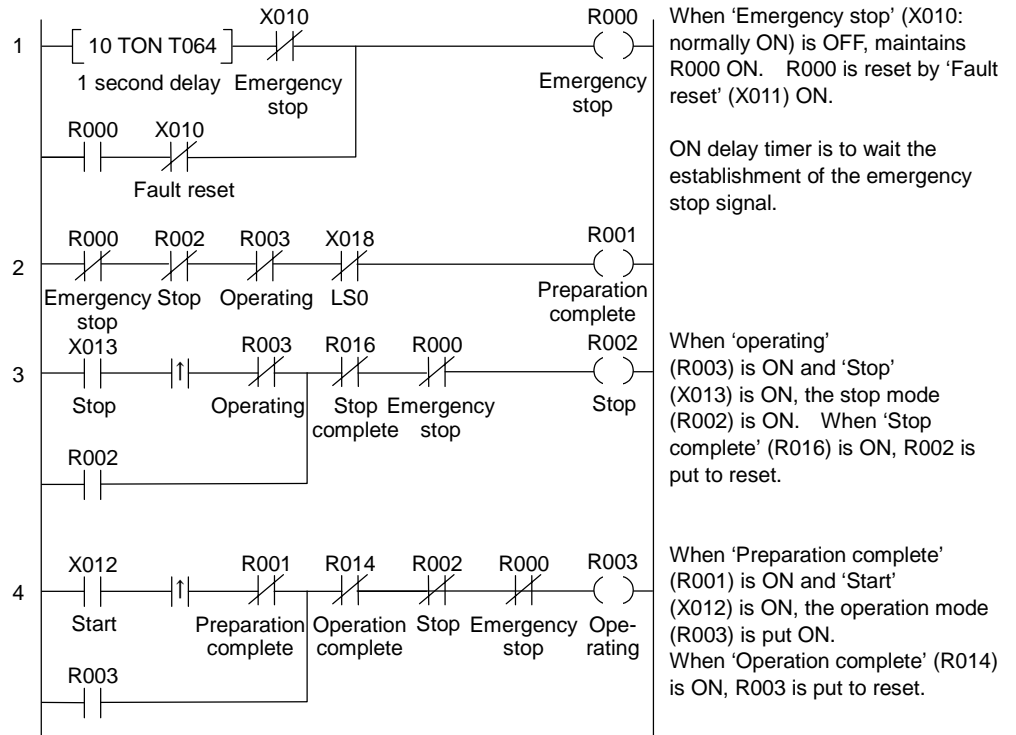 X010 R000
1 10 TON T064
1 second delay Emergency stop Emergency stop
R000 X010
Fault reset
When 'Emergency stop' (X010:
normally ON) is OFF, maintains
R000 ON. R000 is reset by 'Fault
reset' (X011) ON.
ON delay timer is to wait the
establishment of the emergency
stop signal.
R000 R002 R003 X018 R001
2
Emergency stop Stop Operating LS0 Preparation complete
X013 R003 R016 R000 R002
3 ↑
Stop Operating Stop complete Emergency stop Stop
R002
When 'operating'
(R003) is ON and 'Stop'
(X013) is ON, the stop mode
(R002) is ON. When 'Stop
complete' (R016) is ON, R002 is
put to reset.
X012 R001 R014 R002 R000 R003
4 ↑
Start Preparation complete Operation complete Stop Emergency stop Ope-rating
R003
When 'Preparation complete'
(R001) is ON and 'Start'
(X012) is ON, the operation mode
(R003) is put ON.
When 'Operation complete' (R014)
is ON, R003 is put to reset.